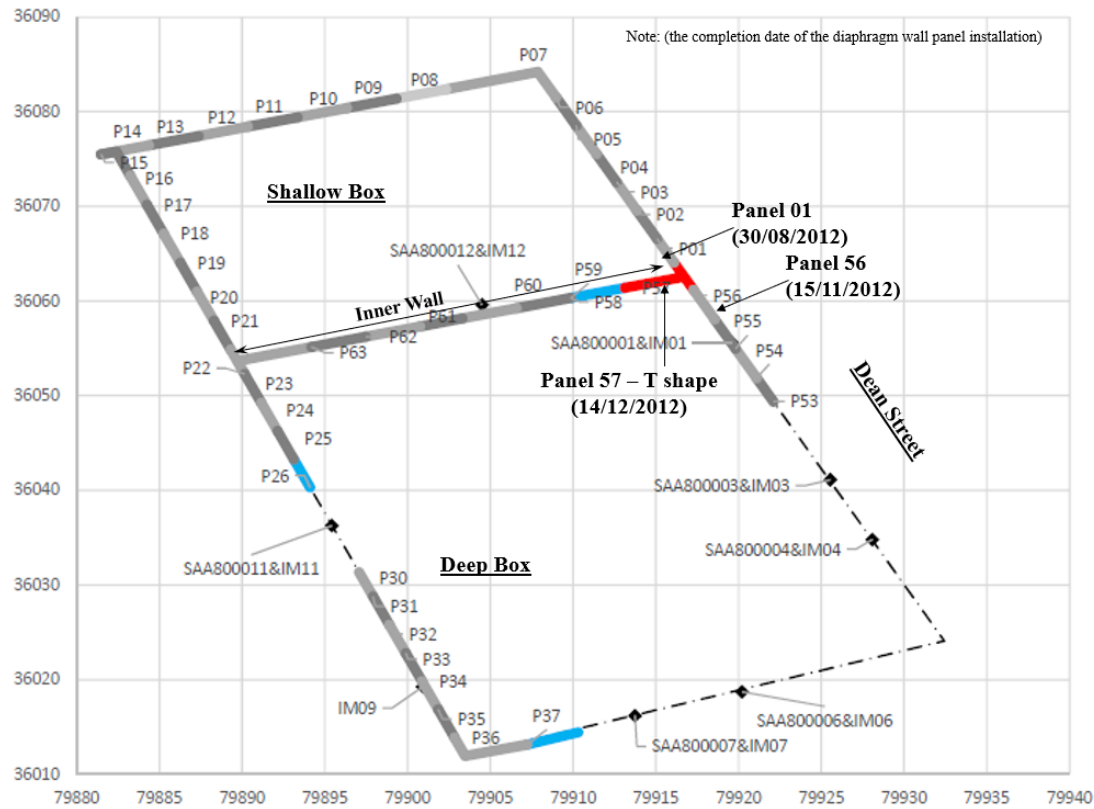 36090
Note: (the completion date of the diaphragm wall panel installation)
P07
P08
P09
P10
P11
P12
P13
P14
36080
P06
P05
P15
P04
P16
Shallow Box
P03
36070
P17
P02
Panel 01
(30/08/2012)
P18
SAA800012&IM12
P01
P19
Panel 56
(15/11/2012)
P59
P60
P57
P56
36060
P20
Inner Wall
P58
P21
P61
P55
P62
SAA800001&IM01
P63
P54
P22
Panel 57 – T shape
(14/12/2012)
P23
P53
36050
Dean Street
P24
P25
P26
36040
SAA800003&IM03
SAA800004&IM04
SAA800011&IM11
Deep Box
P30
36030
P31
P32
P33
P34
36020
IM09
P35
P37
SAA800006&IM06
P36
SAA800007&IM07
36010
79880 79885 79890 79895 79900 79905 79910 79915 79920 79925 79930 79935 79940